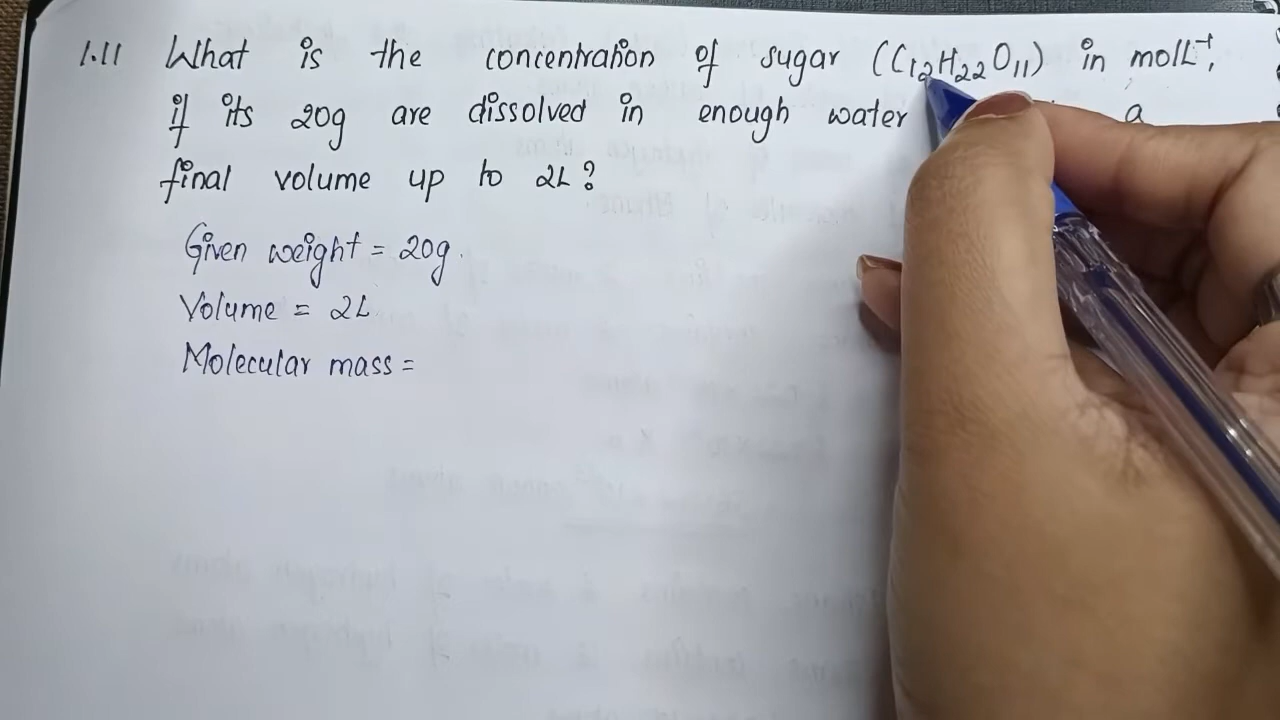 1.11 What is the concentration of sugar (C₁₂H₂₂O₁₁) in mol L⁻¹,
if its 20g are dissolved in enough water a
final volume up to 2L?
Given weight = 20g.
Volume = 2L
Molecular mass =